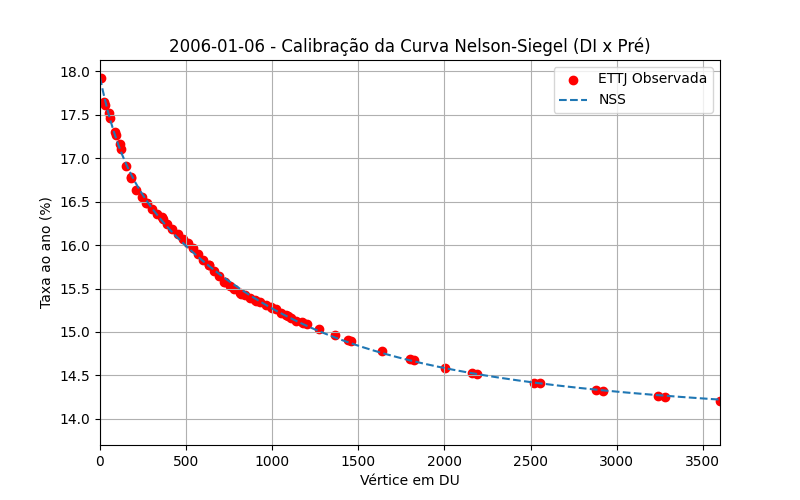 2006-01-06 - Calibração da Curva Nelson-Siegel (DI x Pré)
ETTJ Observada
NSS
18.0
17.5
17.0
16.5
16.0
15.5
15.0
14.5
14.0
Taxa ao ano (%)
0 500 1000 1500 2000 2500 3000 3500
Vértice em DU